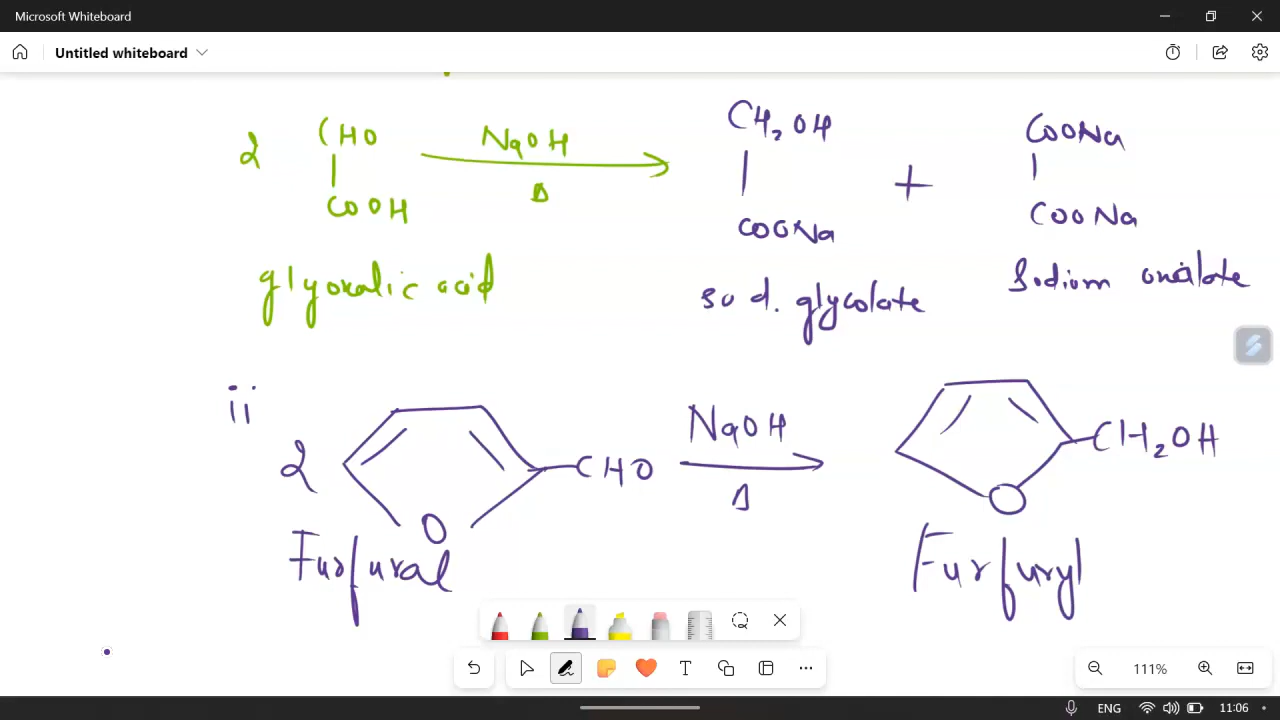 Microsoft Whiteboard
Untitled whiteboard
2 CHO NaOH CH₂OH + COONa
Δ
COOH COONa COONa
glyoxalic acid sod. glycolate Sodium oxalate
ii
2 CHO NaOH CH₂OH
Δ
O O
Furfural Furfuryl
111%
ENG 11:06